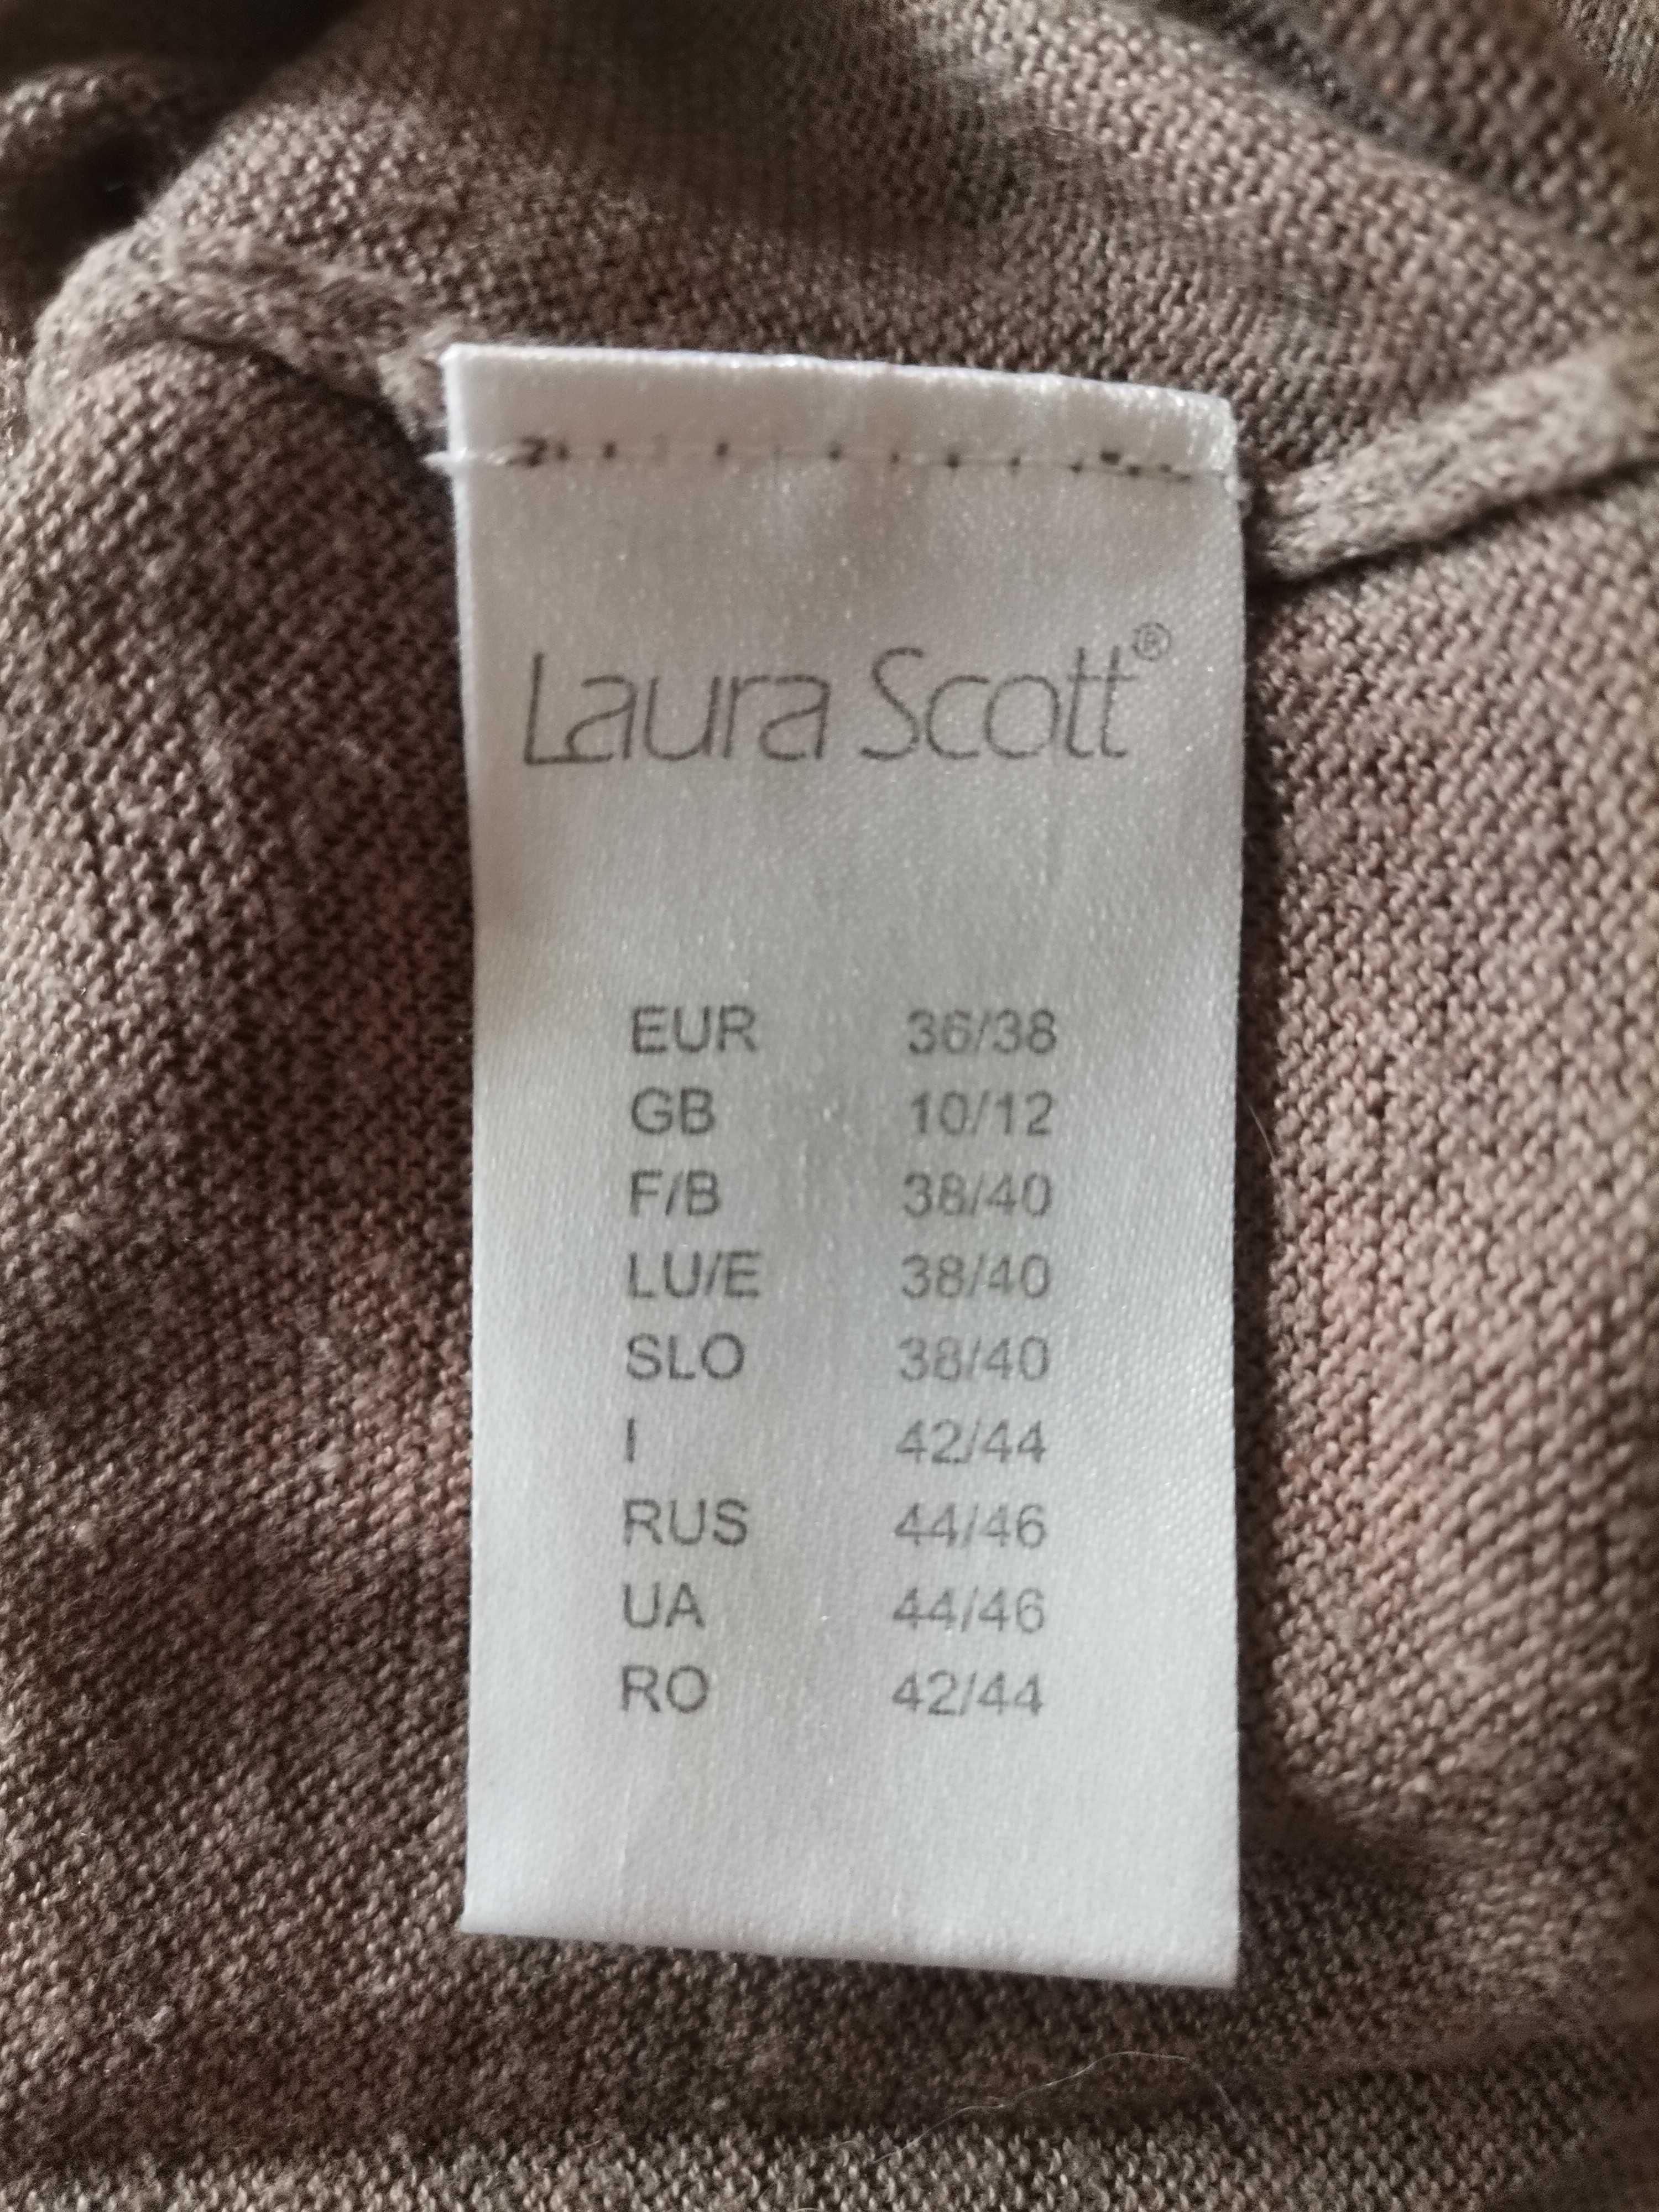 Laura Scott®
EUR 36/38
GB 10/12
F/B 38/40
LU/E 38/40
SLO 38/40
I 42/44
RUS 44/46
UA 44/46
RO 42/44